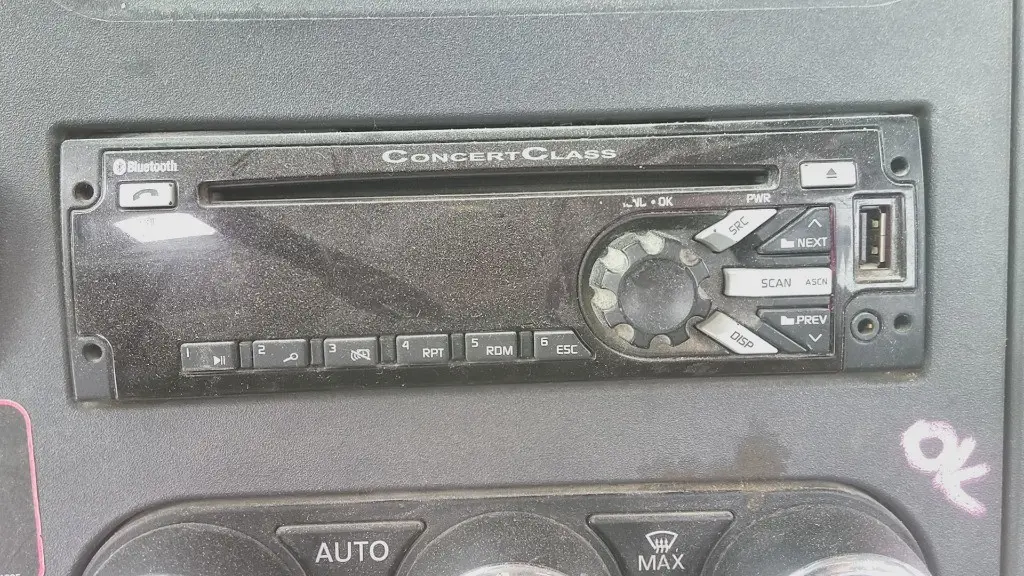 CONCERTCLASS
Bluetooth
• OK
PWR
SRC
NEXT
SCAN ASCN
PREV
DISP
1
2
3
4 RPT
5 RDM
6 ESC
OK
AUTO
MAX